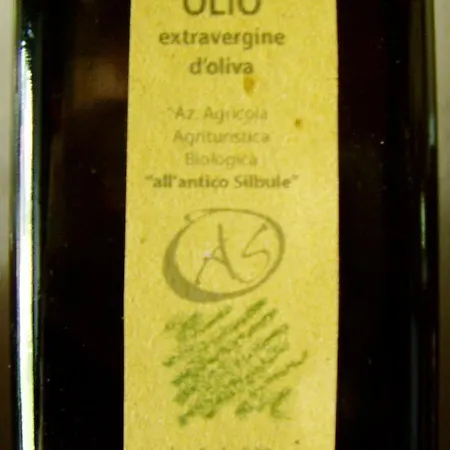 OLIO
extravergine
d'oliva
Az. Agricola
Agrituristica
Biologica
"all'antico Silbule"
AS